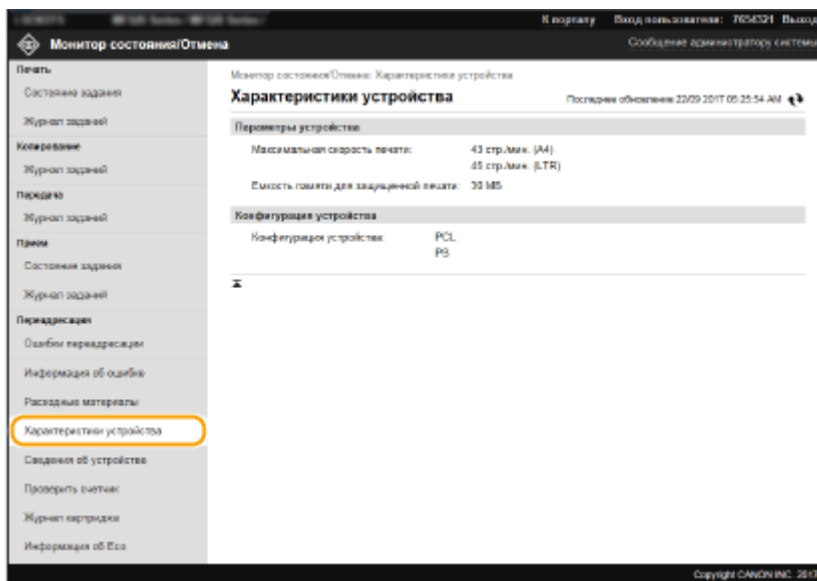 К порталу Вход пользователя: 7654321 Выход
Монитор состояния/Отмена
Сообщение администратору системы
Печать
Состояние задания
Журнал заданий
Копирование
Журнал заданий
Передача
Журнал заданий
Прием
Состояние задания
Журнал заданий
Переадресация
Ошибки переадресации
Информация об ошибке
Расходные материалы
Характеристики устройства
Сведения об устройстве
Проверить счетчик
Журнал картриджа
Информация об Eco
Монитор состояния/Отмена: Характеристики устройства
Характеристики устройства
Последнее обновление: 22/09 2017 05:25:54 AM
Параметры устройства
Максимальная скорость печати: 43 стр./мин. (A4)
45 стр./мин. (LTR)
Емкость памяти для защищенной печати: 30 МБ
Конфигурация устройства
Конфигурация устройства: PCL
PS
Copyright CANON INC. 2017